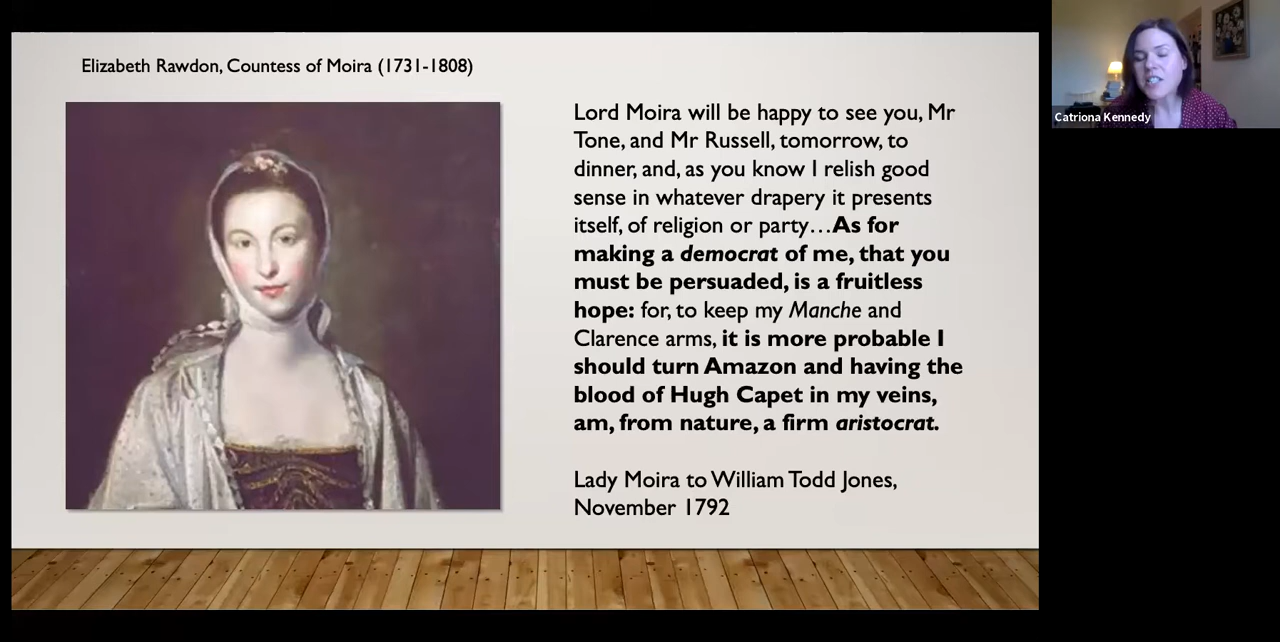 Elizabeth Rawdon, Countess of Moira (1731-1808)
Lord Moira will be happy to see you, Mr
Tone, and Mr Russell, tomorrow, to
dinner, and, as you know I relish good
sense in whatever drapery it presents
itself, of religion or party…As for
making a democrat of me, that you
must be persuaded, is a fruitless
hope: for, to keep my Manche and
Clarence arms, it is more probable I
should turn Amazon and having the
blood of Hugh Capet in my veins,
am, from nature, a firm aristocrat.
Lady Moira to William Todd Jones,
November 1792
Catriona Kennedy